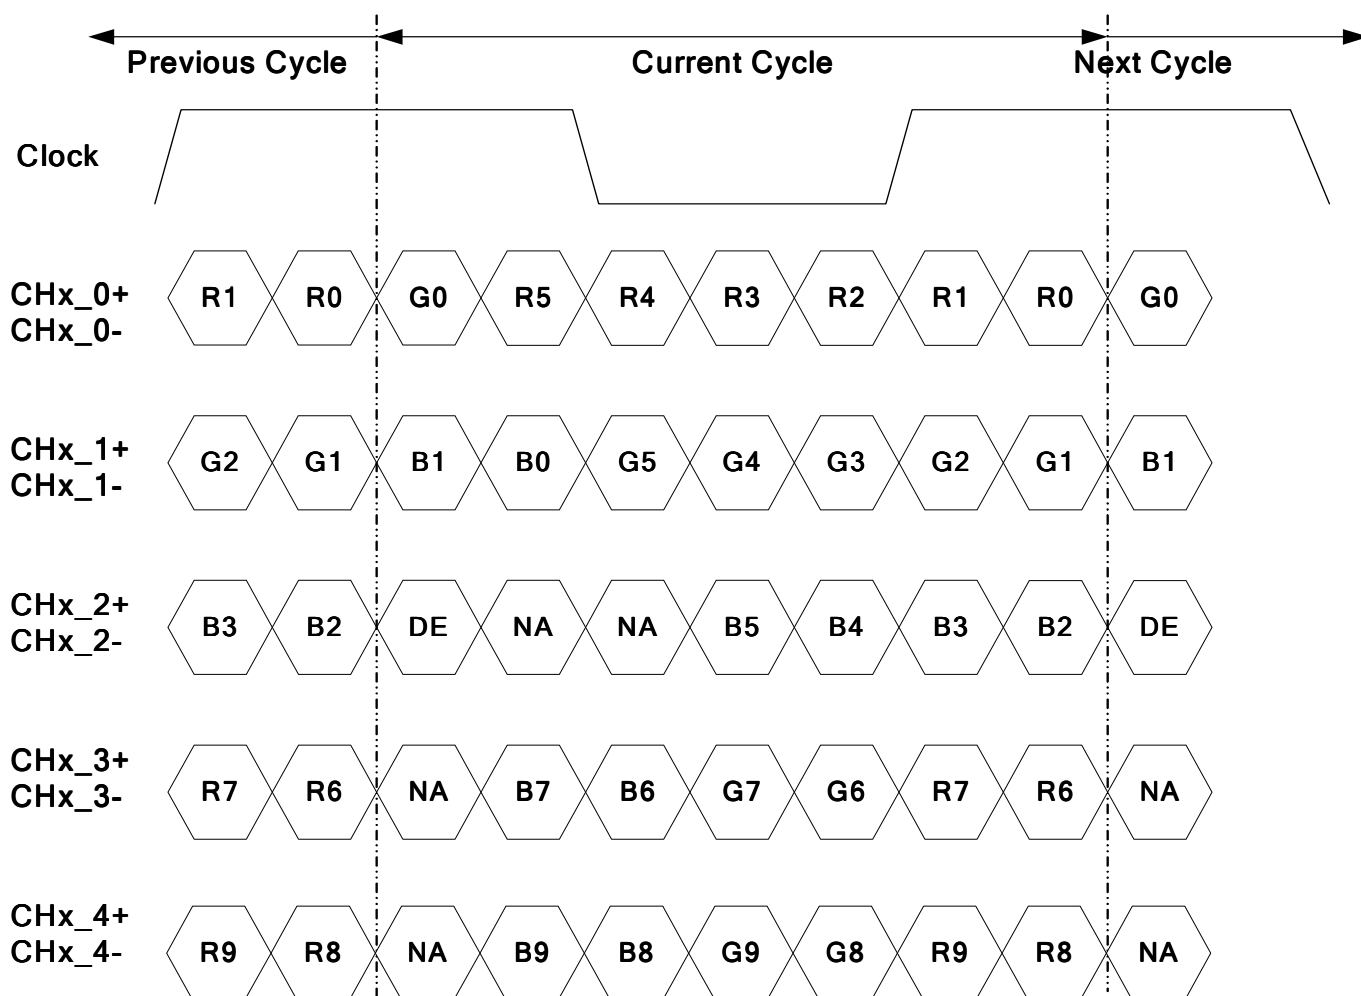 Previous Cycle Current Cycle Next Cycle
Clock
CHx_0+
CHx_0-
R1 R0 G0 R5 R4 R3 R2 R1 R0 G0
CHx_1+
CHx_1-
G2 G1 B1 B0 G5 G4 G3 G2 G1 B1
CHx_2+
CHx_2-
B3 B2 DE NA NA B5 B4 B3 B2 DE
CHx_3+
CHx_3-
R7 R6 NA B7 B6 G7 G6 R7 R6 NA
CHx_4+
CHx_4-
R9 R8 NA B9 B8 G9 G8 R9 R8 NA